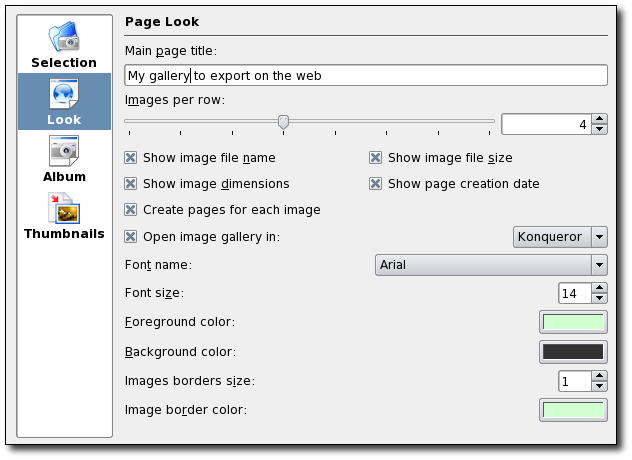 Selection
Look
Album
Thumbnails
Page Look
Main page title:
My gallery to export on the web
Images per row:
4
Show image file name
Show image file size
Show image dimensions
Show page creation date
Create pages for each image
Open image gallery in:
Konqueror
Font name:
Arial
Font size:
14
Foreground color:
Background color:
Images borders size:
1
Image border color: